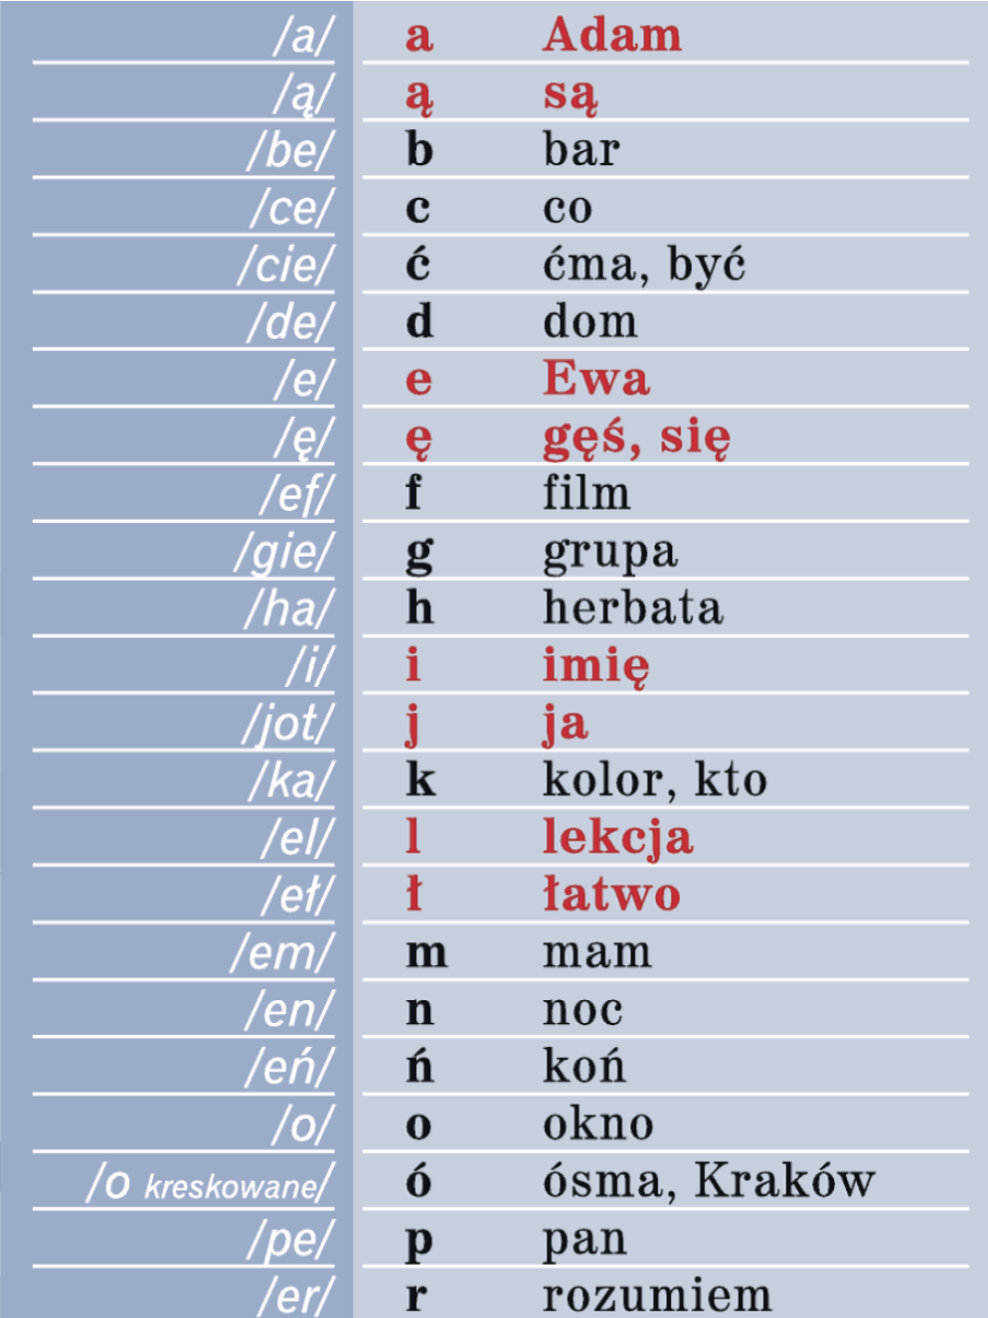 /a/ a Adam
/ą/ ą są
/be/ b bar
/ce/ c co
/cie/ ć ćma, być
/de/ d dom
/e/ e Ewa
/ę/ ę gęś, się
/ef/ f film
/gie/ g grupa
/ha/ h herbata
/i/ i imię
/jot/ j ja
/ka/ k kolor, kto
/el/ l lekcja
/eł/ ł łatwo
/em/ m mam
/en/ n noc
/eń/ ń koń
/o/ o okno
/o kreskowane/ ó ósma, Kraków
/pe/ p pan
/er/ r rozumiem